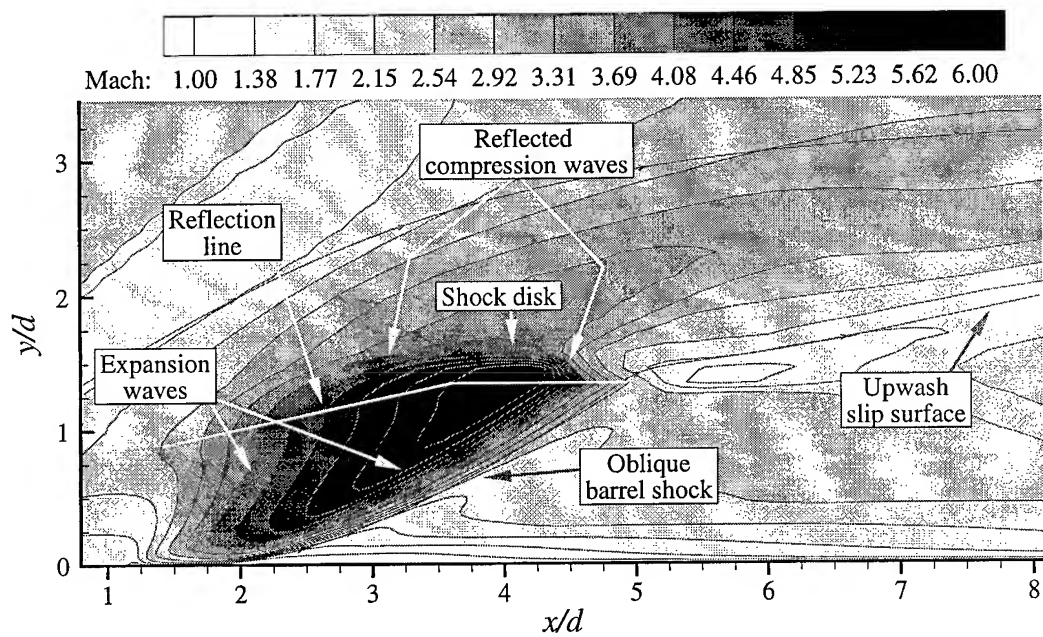 Mach: 1.00 1.38 1.77 2.15 2.54 2.92 3.31 3.69 4.08 4.46 4.85 5.23 5.62 6.00
Reflected
compression waves
Reflection
line
Shock disk
Expansion
waves
Upwash
slip surface
Oblique
barrel shock
y/d
3
2
1
0
1 2 3 4 5 6 7 8
x/d